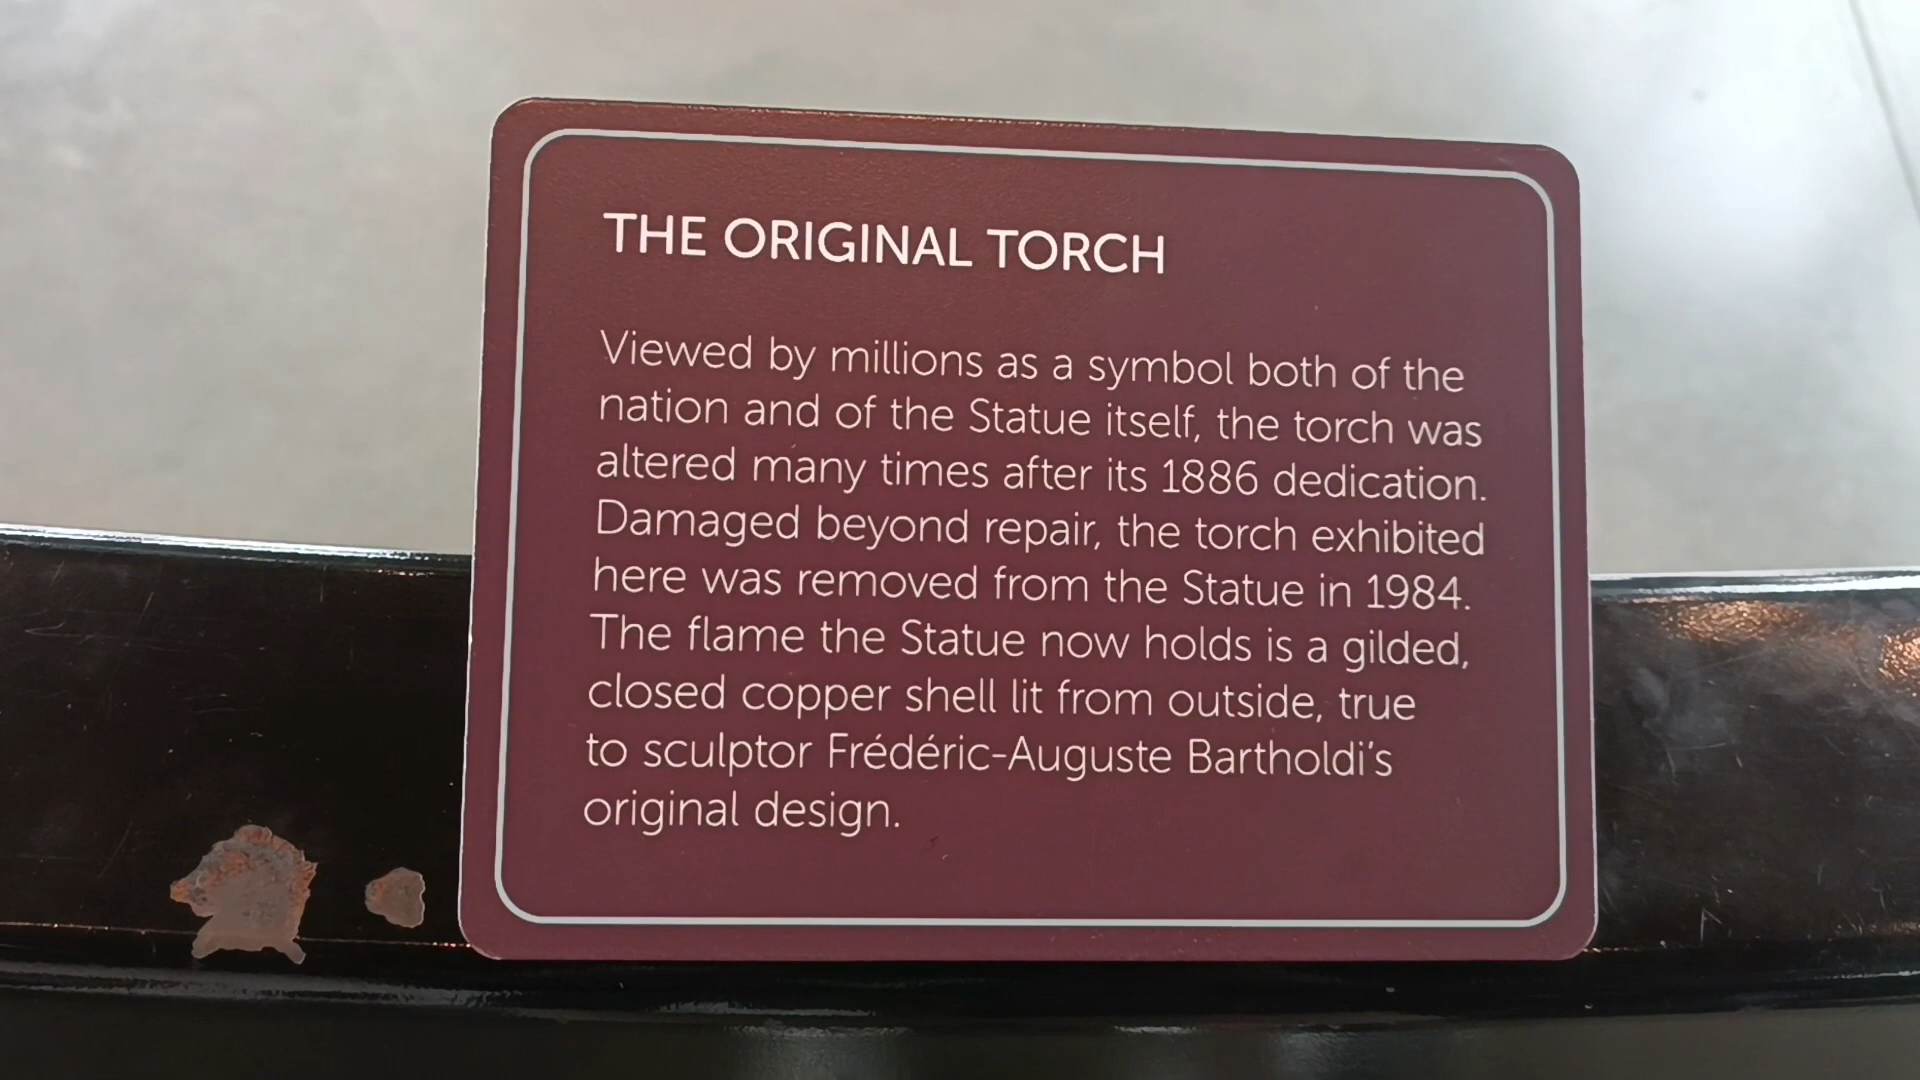 THE ORIGINAL TORCH
Viewed by millions as a symbol both of the
nation and of the Statue itself, the torch was
altered many times after its 1886 dedication.
Damaged beyond repair, the torch exhibited
here was removed from the Statue in 1984.
The flame the Statue now holds is a gilded,
closed copper shell lit from outside, true
to sculptor Frédéric-Auguste Bartholdi's
original design.